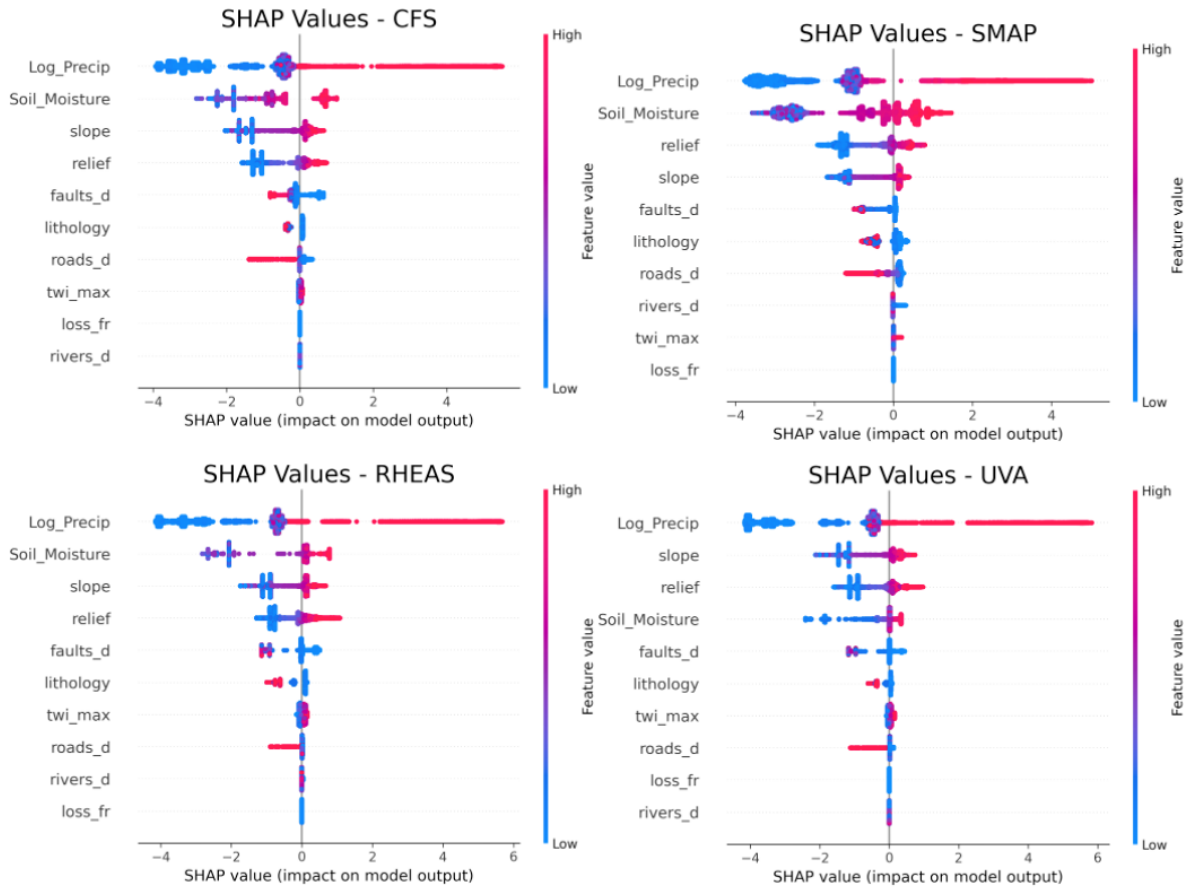 SHAP Values - CFS
High
Log_Precip
Soil_Moisture
slope
relief
faults_d
lithology
roads_d
twi_max
loss_fr
rivers_d
Feature value
Low
−4 −2 0 2 4
SHAP value (impact on model output)
SHAP Values - SMAP
High
Log_Precip
Soil_Moisture
relief
slope
faults_d
lithology
roads_d
rivers_d
twi_max
loss_fr
Feature value
Low
−4 −2 0 2 4
SHAP value (impact on model output)
SHAP Values - RHEAS
High
Log_Precip
Soil_Moisture
slope
relief
faults_d
lithology
twi_max
roads_d
rivers_d
loss_fr
Feature value
Low
−4 −2 0 2 4 6
SHAP value (impact on model output)
SHAP Values - UVA
High
Log_Precip
slope
relief
Soil_Moisture
faults_d
lithology
twi_max
roads_d
loss_fr
rivers_d
Feature value
Low
−4 −2 0 2 4 6
SHAP value (impact on model output)